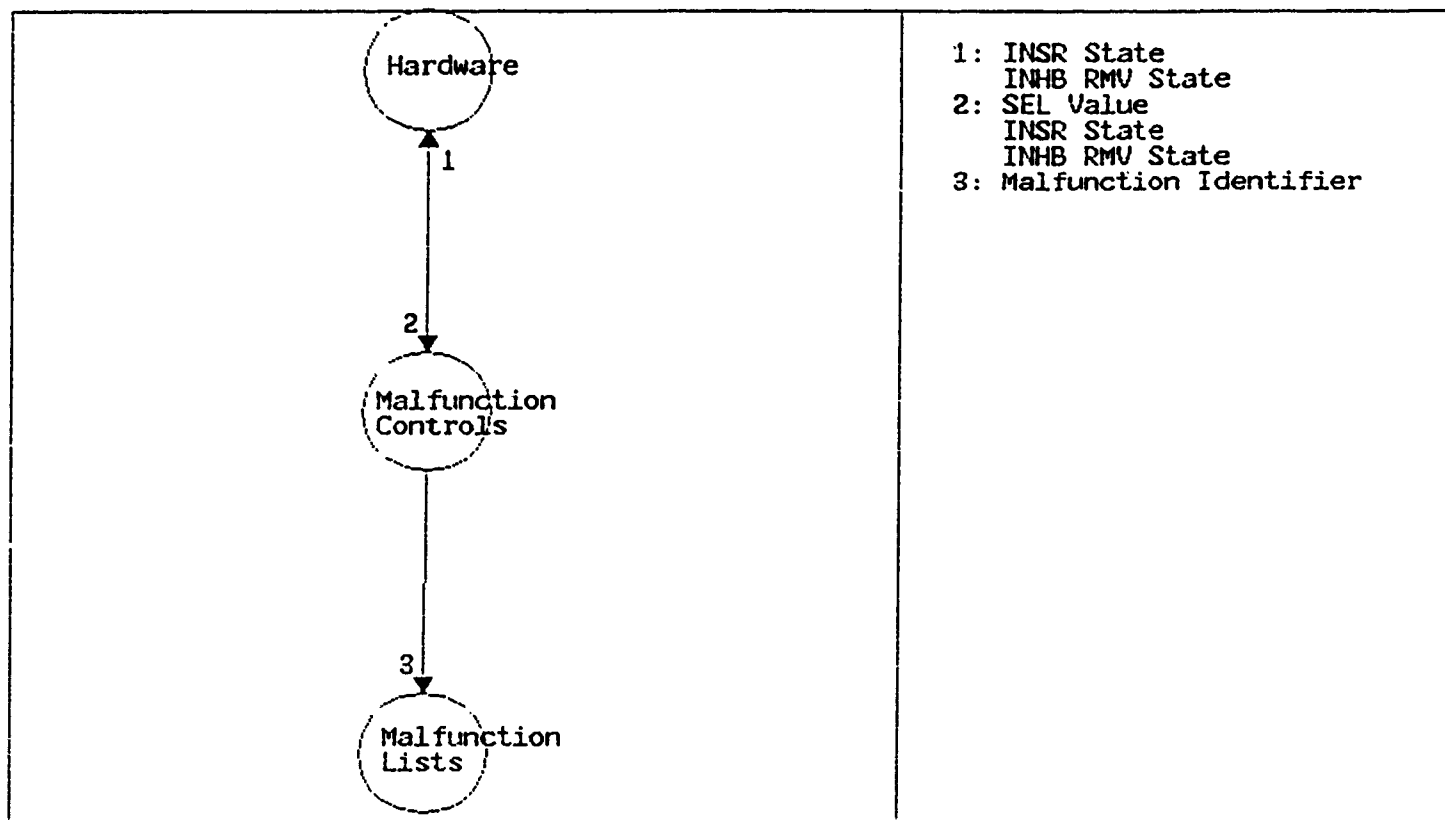 Hardware
1
2
Malfunction
Controls
3
Malfunction
Lists
1: INSR State
INHB RMV State
2: SEL Value
INSR State
INHB RMV State
3: Malfunction Identifier